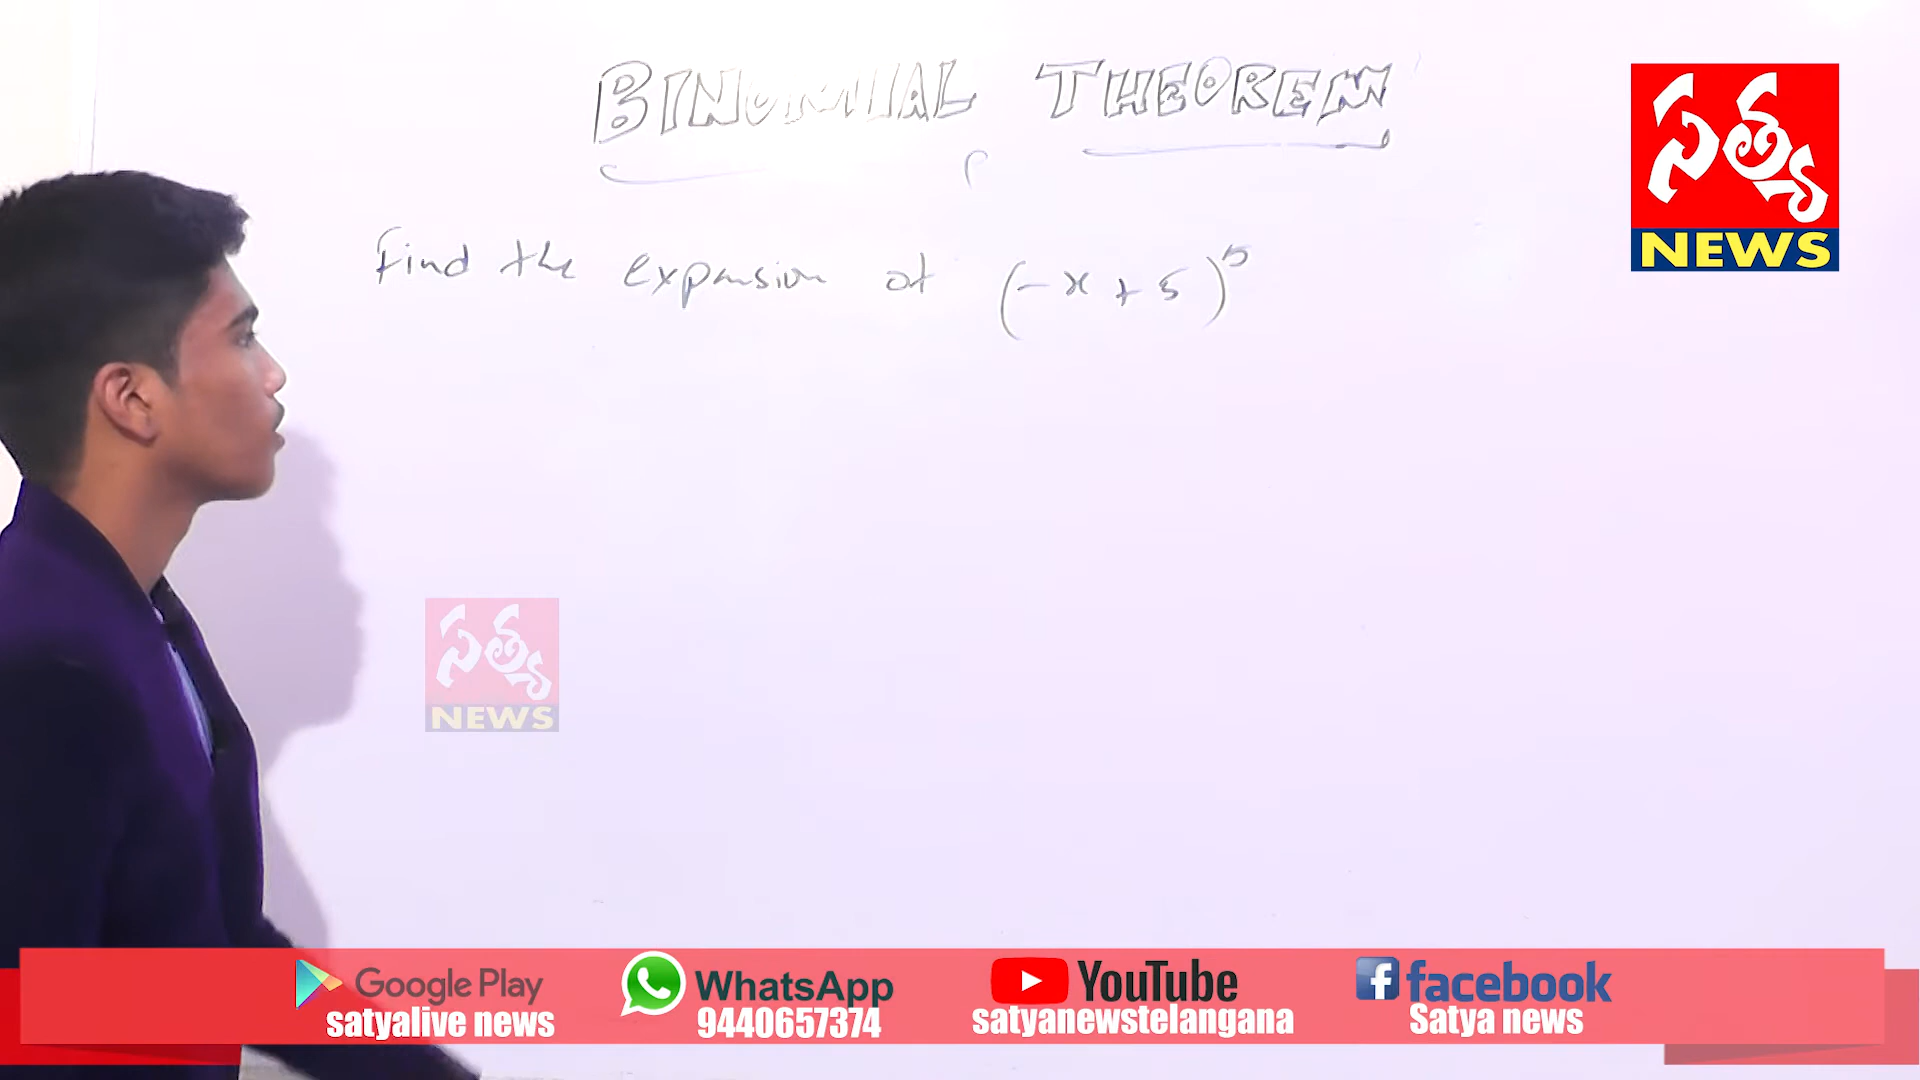 BINOMIAL THEOREM
Find the expansion of (-x + 5)^5
సత్య
NEWS
సత్య
NEWS
Google Play
satyalive news
WhatsApp
9440657374
YouTube
satyanewstelangana
facebook
Satya news